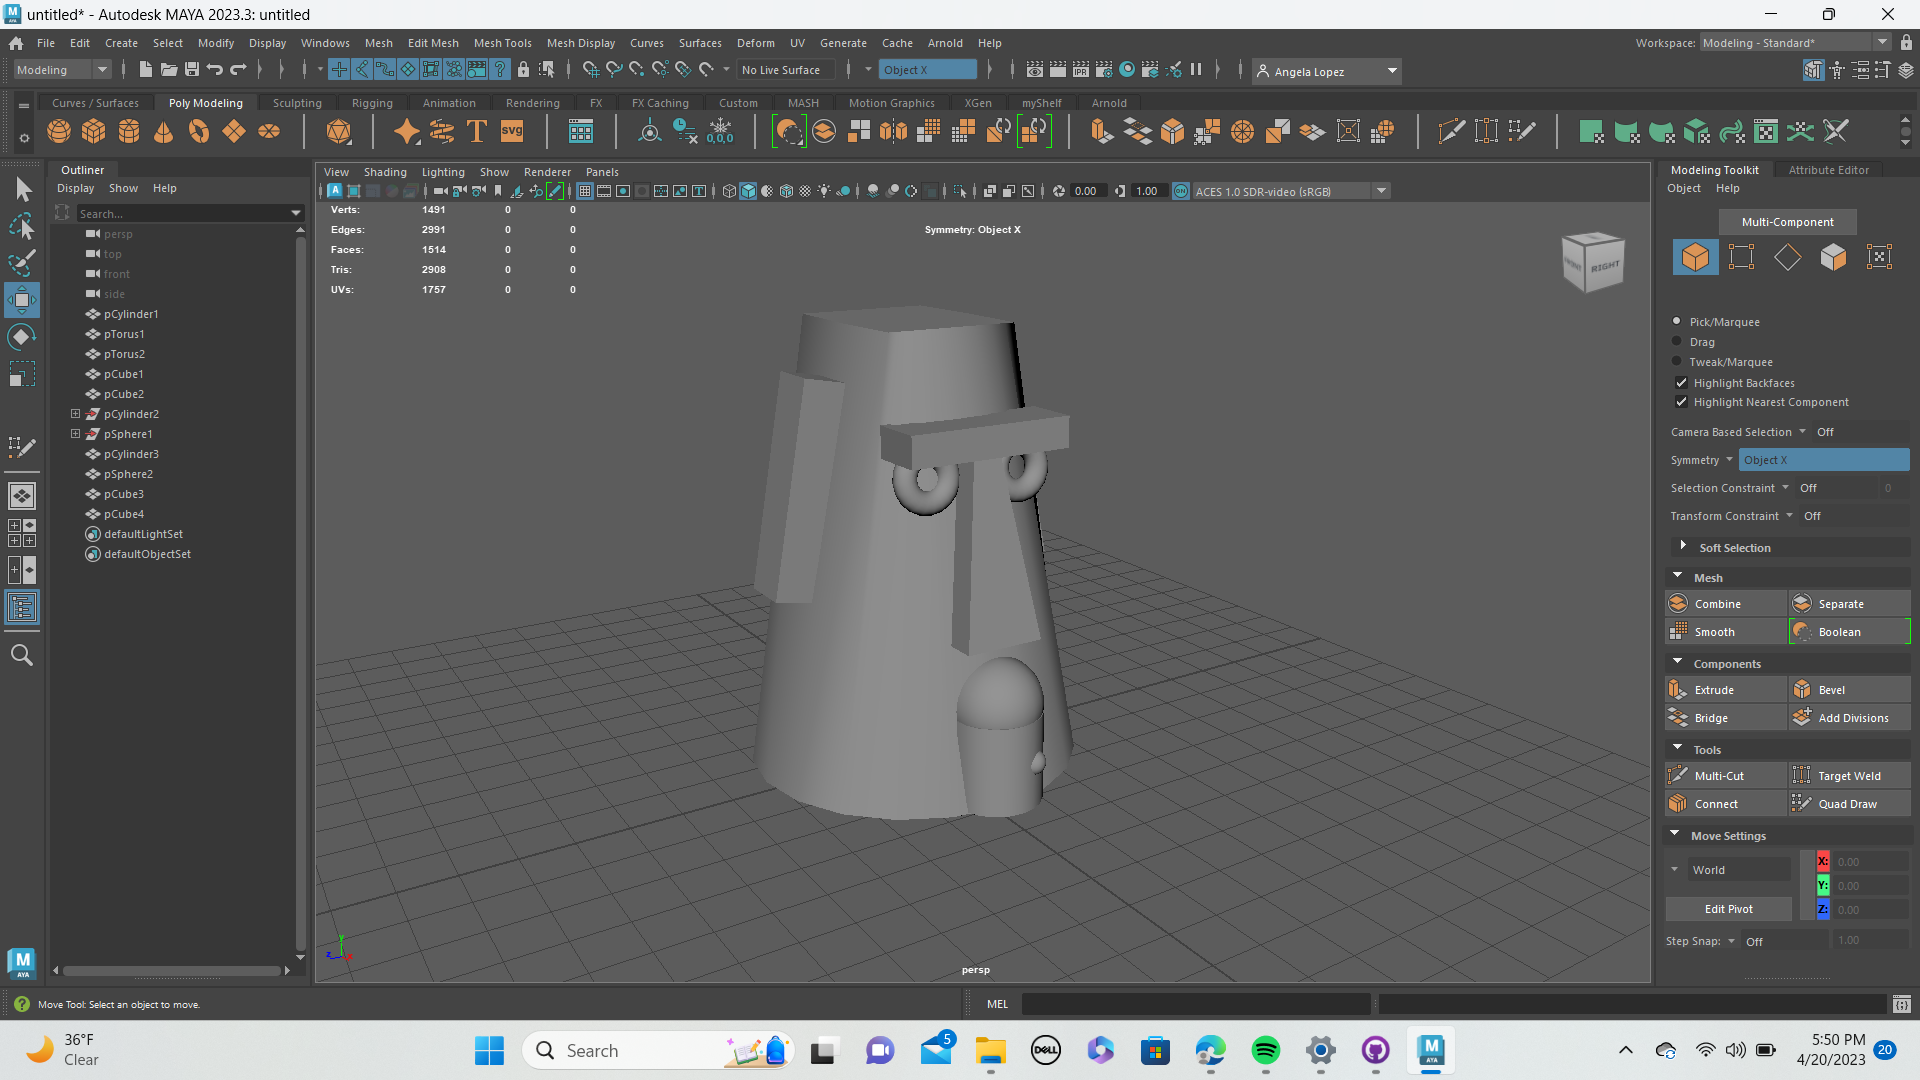 untitled* - Autodesk MAYA 2023.3: untitled
File Edit Create Select Modify Display Windows Mesh Edit Mesh Mesh Tools Mesh Display Curves Surfaces Deform UV Generate Cache Arnold Help
Workspace: Modeling - Standard*
Modeling No Live Surface Object X Angela Lopez
Curves / Surfaces Poly Modeling Sculpting Rigging Animation Rendering FX FX Caching Custom MASH Motion Graphics XGen myShelf Arnold
Outliner
Display Show Help
Search...
persp
top
front
side
pCylinder1
pTorus1
pTorus2
pCube1
pCube2
pCylinder2
pSphere1
pCylinder3
pSphere2
pCube3
pCube4
defaultLightSet
defaultObjectSet
View Shading Lighting Show Renderer Panels
0.00 1.00 ACES 1.0 SDR-video (sRGB)
Verts: 1491 0 0
Edges: 2991 0 0
Faces: 1514 0 0
Tris: 2908 0 0
UVs: 1757 0 0
Symmetry: Object X
FRONT RIGHT
persp
Modeling Toolkit Attribute Editor
Object Help
Multi-Component
Pick/Marquee
Drag
Tweak/Marquee
Highlight Backfaces
Highlight Nearest Component
Camera Based Selection Off
Symmetry Object X
Selection Constraint Off 0
Transform Constraint Off
Soft Selection
Mesh
Combine Separate
Smooth Boolean
Components
Extrude Bevel
Bridge Add Divisions
Tools
Multi-Cut Target Weld
Connect Quad Draw
Move Settings
World
X: 0.00
Y: 0.00
Z: 0.00
Edit Pivot
Step Snap: Off 1.00
Move Tool: Select an object to move.
MEL
36°F
Clear
Search
5
DELL
5:50 PM
4/20/2023
20